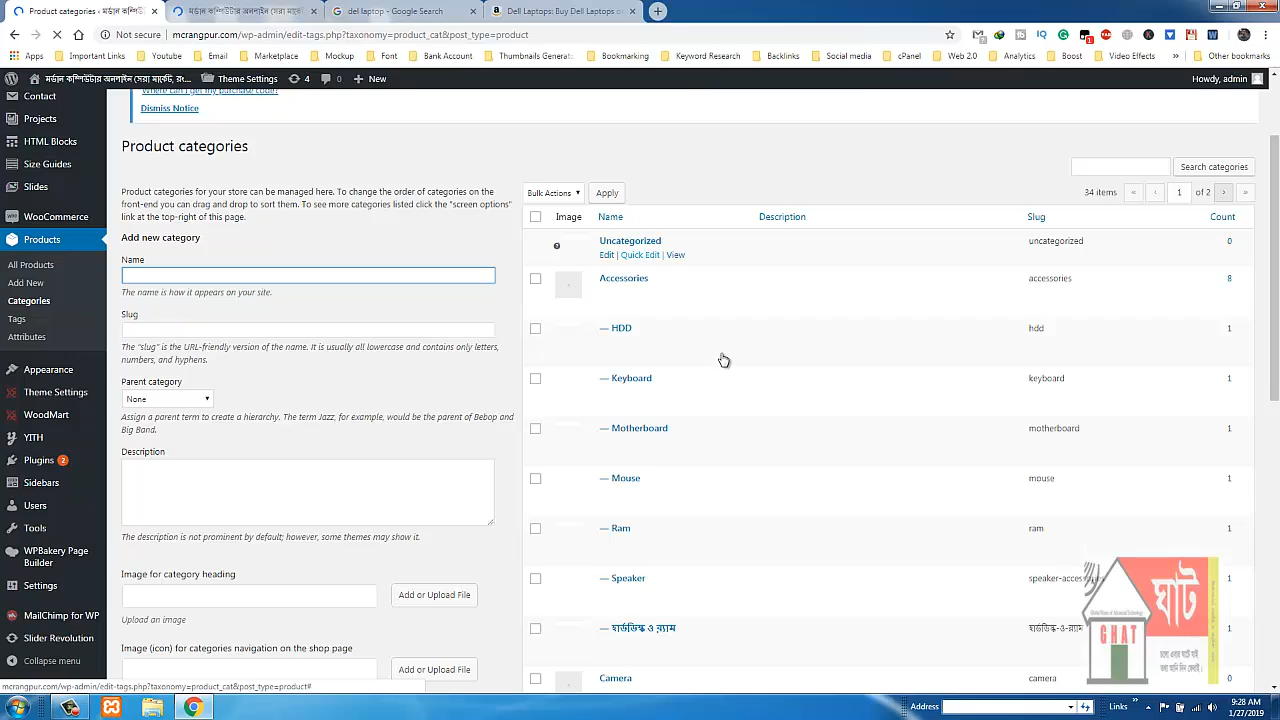 Product categories ‹
মর্ডান কম্পিউটার অনলাইন সেরা মার্কে
del laptop - Google Search
Dell Laptops: Buy Dell Laptops o
Not secure | mcrangpur.com/wp-admin/edit-tags.php?taxonomy=product_cat&post_type=product
Apps Important Links Youtube Email Marketplace Mockup Font Bank Account Thumbnails Generato Bookmarking Keyword Research Backlinks Social media cPanel Web 2.0 Analytics Boost Video Effects » Other bookmarks
মর্ডান কম্পিউটার অনলাইন সেরা মার্কেট, রং... Theme Settings 4 0 + New Howdy, admin
Contact
Projects
HTML Blocks
Size Guides
Slides
WooCommerce
Products
All Products
Add New
Categories
Tags
Attributes
Appearance
Theme Settings
WoodMart
YITH
Plugins 2
Sidebars
Users
Tools
WPBakery Page
Builder
Settings
MailChimp for WP
Slider Revolution
Collapse menu
Where can I get my purchase code?
Dismiss Notice
Product categories
Search categories
Product categories for your store can be managed here. To change the order of categories on the
front-end you can drag and drop to sort them. To see more categories listed click the "screen options"
link at the top-right of this page.
Add new category
Name
The name is how it appears on your site.
Slug
The "slug" is the URL-friendly version of the name. It is usually all lowercase and contains only letters,
numbers, and hyphens.
Parent category
None
Assign a parent term to create a hierarchy. The term Jazz, for example, would be the parent of Bebop and
Big Band.
Description
The description is not prominent by default; however, some themes may show it.
Image for category heading
Add or Upload File
Upload an image
Image (icon) for categories navigation on the shop page
Add or Upload File
Bulk Actions Apply 34 items « ‹ 1 of 2 › »
Image Name Description Slug Count
Uncategorized uncategorized 0
Edit | Quick Edit | View
Accessories accessories 8
— HDD hdd 1
— Keyboard keyboard 1
— Motherboard motherboard 1
— Mouse mouse 1
— Ram ram 1
— Speaker speaker-accessories 1
— হার্ডডিস্ক ও র‍্যাম হার্ডডিস্ক-ও-র‍্যাম 1
Camera camera 0
ঘাট
GHAT
mcrangpur.com/wp-admin/edit-tags.php?taxonomy=product_cat&post_type=product#
Address Links » 9:28 AM
1/27/2019